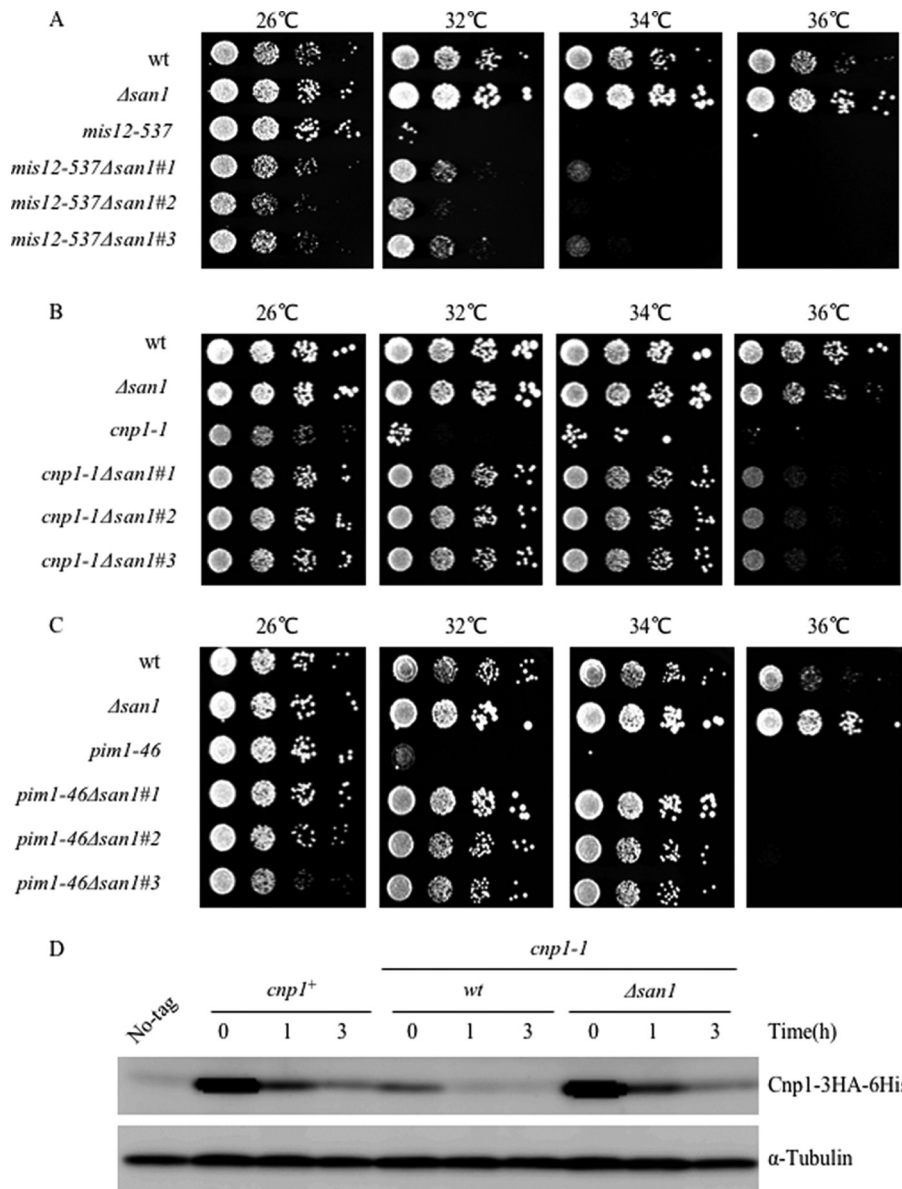 A
26℃ 32℃ 34℃ 36℃
wt
Δsan1
mis12-537
mis12-537Δsan1#1
mis12-537Δsan1#2
mis12-537Δsan1#3
B
26℃ 32℃ 34℃ 36℃
wt
Δsan1
cnp1-1
cnp1-1Δsan1#1
cnp1-1Δsan1#2
cnp1-1Δsan1#3
C
26℃ 32℃ 34℃ 36℃
wt
Δsan1
pim1-46
pim1-46Δsan1#1
pim1-46Δsan1#2
pim1-46Δsan1#3
D
cnp1-1
No-tag cnp1⁺ wt Δsan1
0 1 3 0 1 3 0 1 3 Time(h)
Cnp1-3HA-6His
α-Tubulin